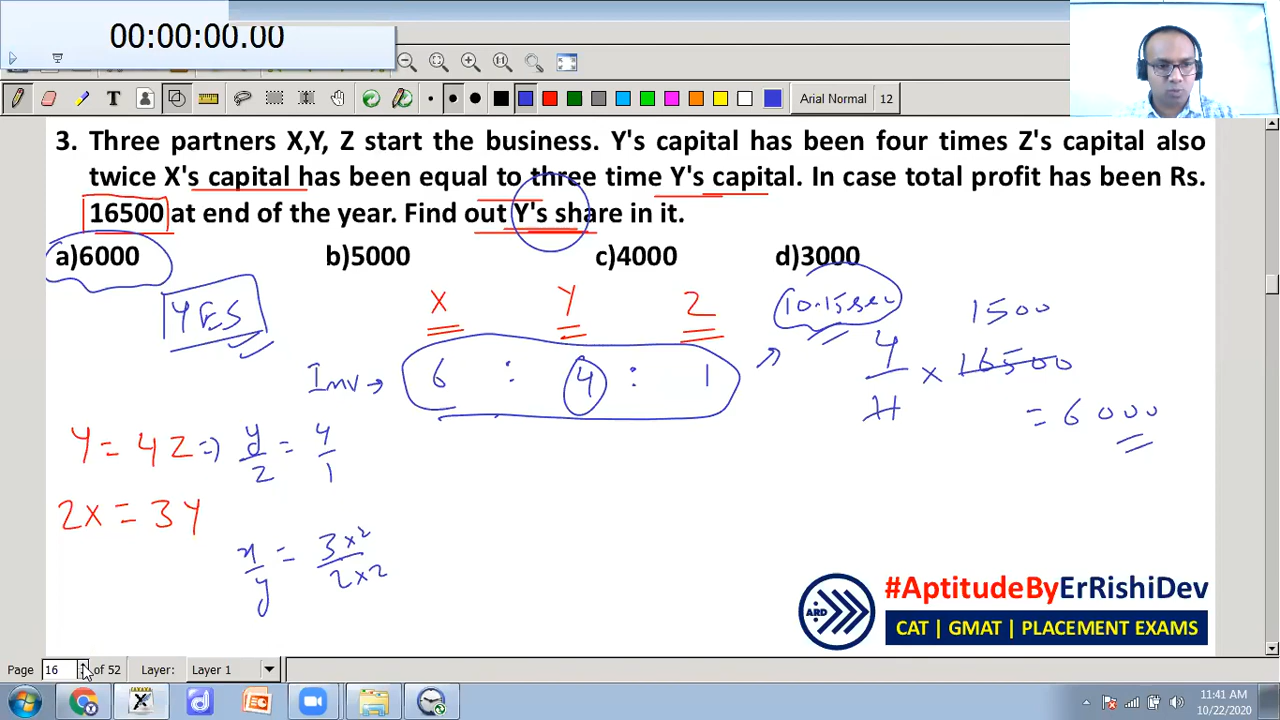 00:00:00.00
T
Arial Normal 12
3. Three partners X,Y, Z start the business. Y's capital has been four times Z's capital also
twice X's capital has been equal to three time Y's capital. In case total profit has been Rs.
16500 at end of the year. Find out Y's share in it.
a)6000 b)5000 c)4000 d)3000
YES
X Y Z
10-15sec
1500
Inv → 6 : 4 : 1
4/11 × 16500
= 6000
Y = 4Z ⇒ y/z = 4/1
2X = 3Y
x/y = 3×2/2×2
ARD
#AptitudeByErRishiDev
CAT | GMAT | PLACEMENT EXAMS
Page 16 of 52 Layer: Layer 1
11:41 AM
10/22/2020